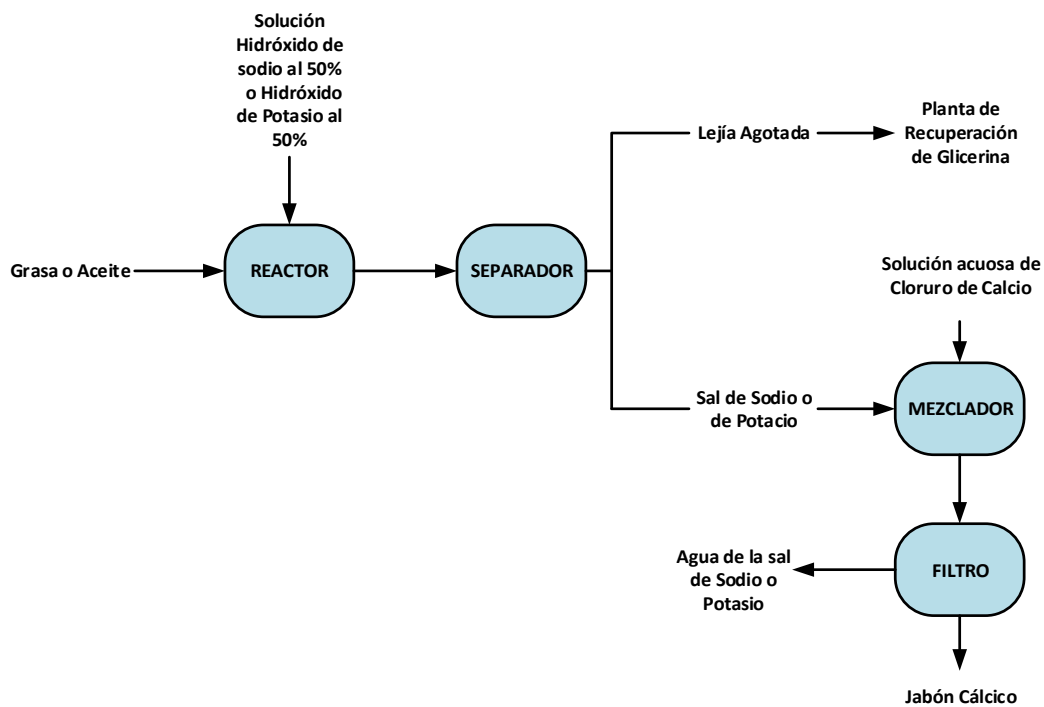 Solución
Hidróxido de
sodio al 50%
o Hidróxido
de Potasio al
50%
Lejía Agotada
Planta de
Recuperación
de Glicerina
Grasa o Aceite
REACTOR
SEPARADOR
Solución acuosa de
Cloruro de Calcio
Sal de Sodio o
de Potacio
MEZCLADOR
Agua de la sal
de Sodio o
Potasio
FILTRO
Jabón Cálcico